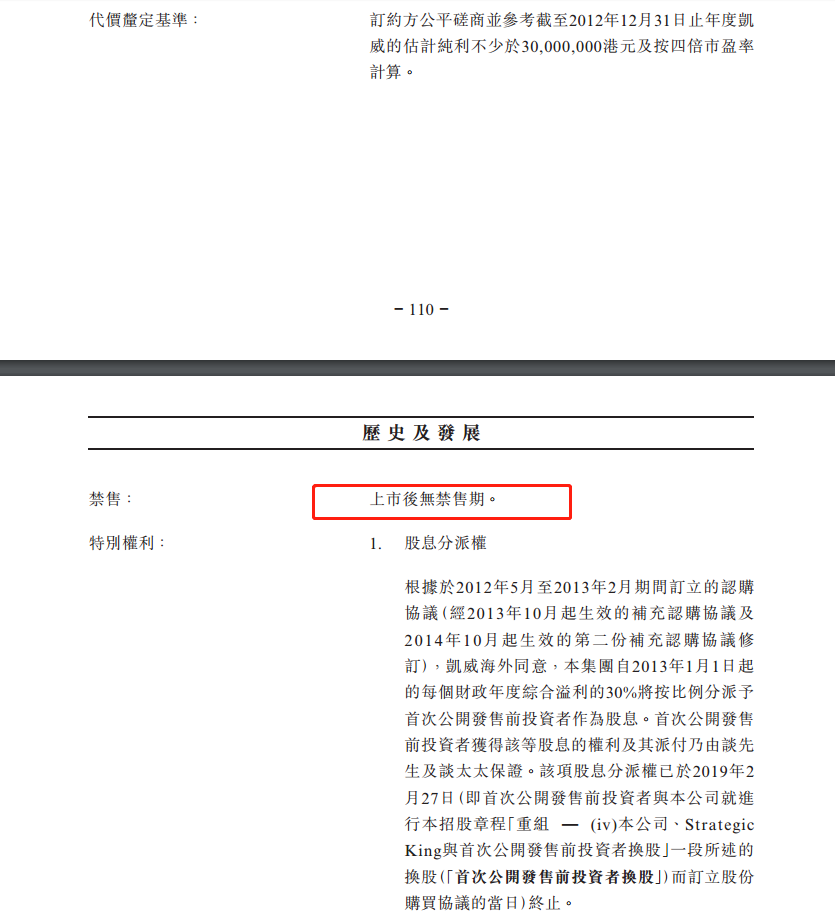 代價釐定基準：
訂約方公平磋商並參考截至2012年12月31日止年度凱
威的估計純利不少於30,000,000港元及按四倍市盈率
計算。
– 110 –
歷史及發展
禁售：
上市後無禁售期。
特別權利：
1. 股息分派權
根據於2012年5月至2013年2月期間訂立的認購
協議（經2013年10月起生效的補充認購協議及
2014年10月起生效的第二份補充認購協議修
訂），凱威海外同意，本集團自2013年1月1日起
的每個財政年度綜合溢利的30%將按比例分派予
首次公開發售前投資者作為股息。首次公開發售
前投資者獲得該等股息的權利及其派付乃由談先
生及談太太保證。該項股息分派權已於2019年2
月27日（即首次公開發售前投資者與本公司就進
行本招股章程「重組 — (iv)本公司、Strategic
King與首次公開發售前投資者換股」一段所述的
換股（「首次公開發售前投資者換股」）而訂立股份
購買協議的當日）終止。